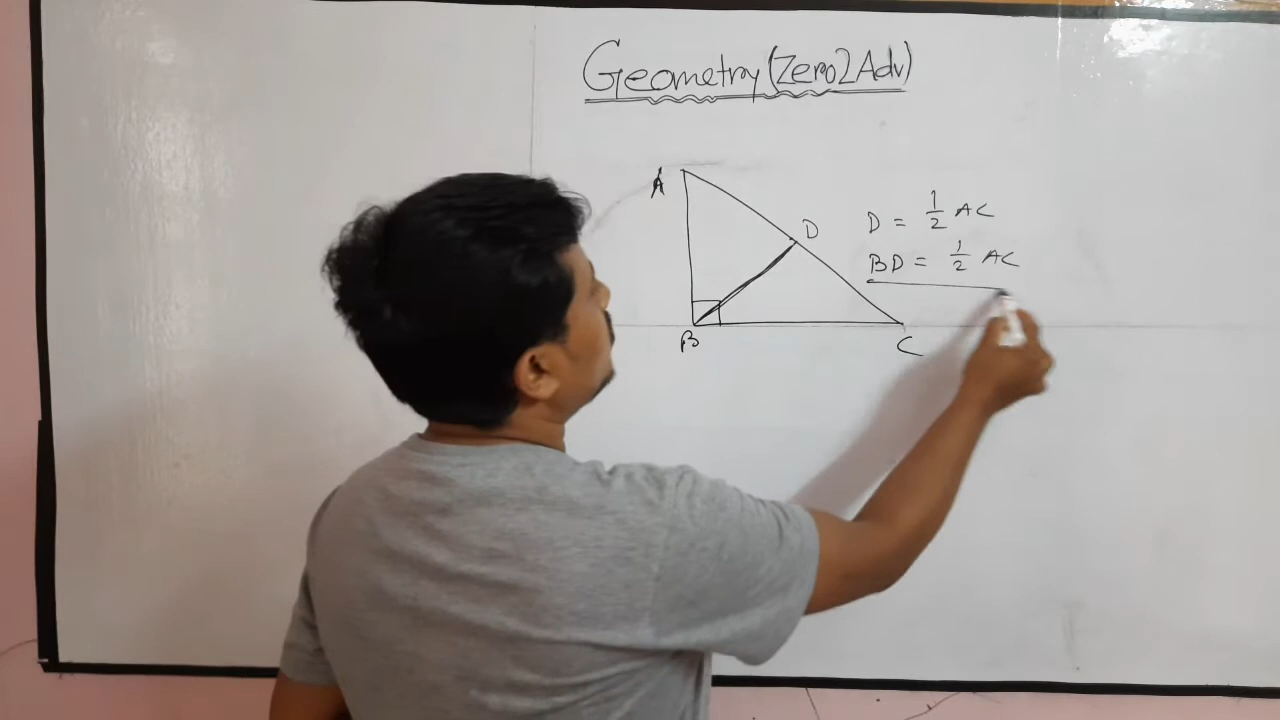 Geometry (Zero2Adv)
A
D
B
C
D = 1/2 AC
BD = 1/2 AC